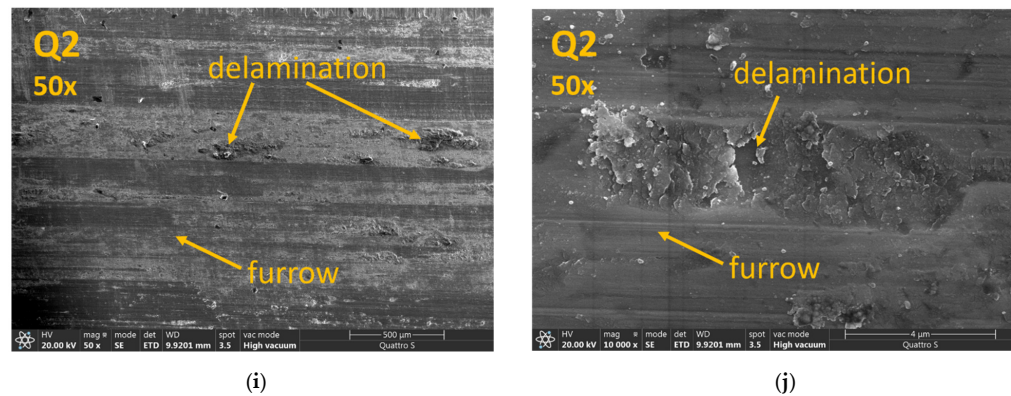 Q2
50x
delamination
furrow
HV mag ⊞ mode det WD spot vac mode
20.00 kV 50 x SE ETD 9.9201 mm 3.5 High vacuum
500 µm
Quattro S
(i)
Q2
50x
delamination
furrow
HV mag ⊞ mode det WD spot vac mode
20.00 kV 10 000 x SE ETD 9.9201 mm 3.5 High vacuum
4 µm
Quattro S
(j)